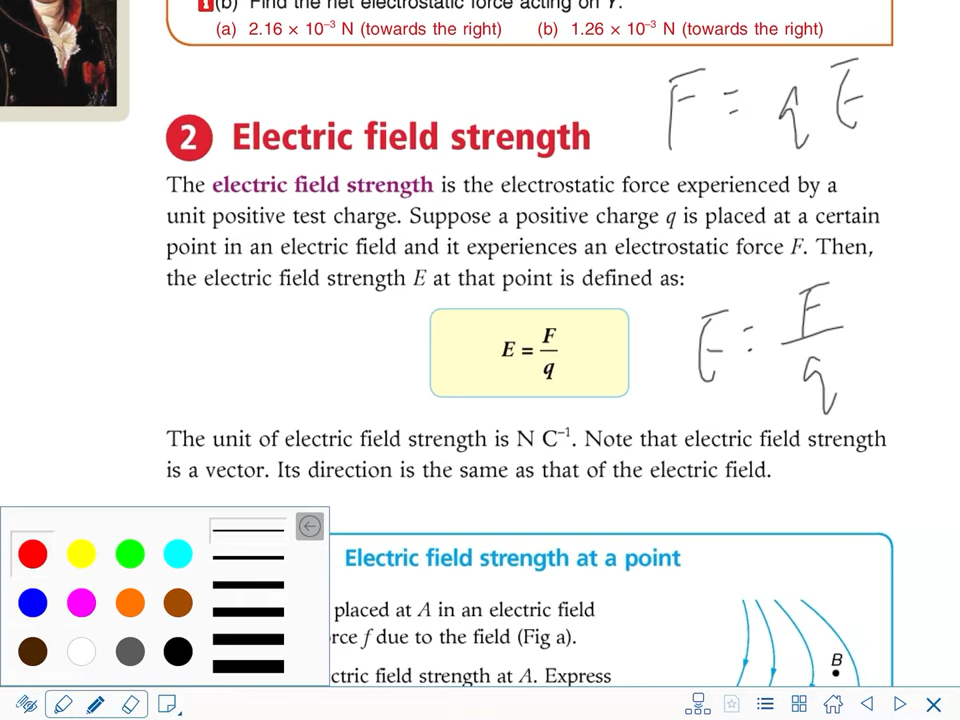 (b) Find the net electrostatic force acting on Y.
(a) 2.16 × 10⁻³ N (towards the right) (b) 1.26 × 10⁻³ N (towards the right)
F = qE
2 Electric field strength
The electric field strength is the electrostatic force experienced by a
unit positive test charge. Suppose a positive charge q is placed at a certain
point in an electric field and it experiences an electrostatic force F. Then,
the electric field strength E at that point is defined as:
E = F/q
E = F/q
The unit of electric field strength is N C⁻¹. Note that electric field strength
is a vector. Its direction is the same as that of the electric field.
Electric field strength at a point
placed at A in an electric field
rce f due to the field (Fig a).
ctric field strength at A. Express
B